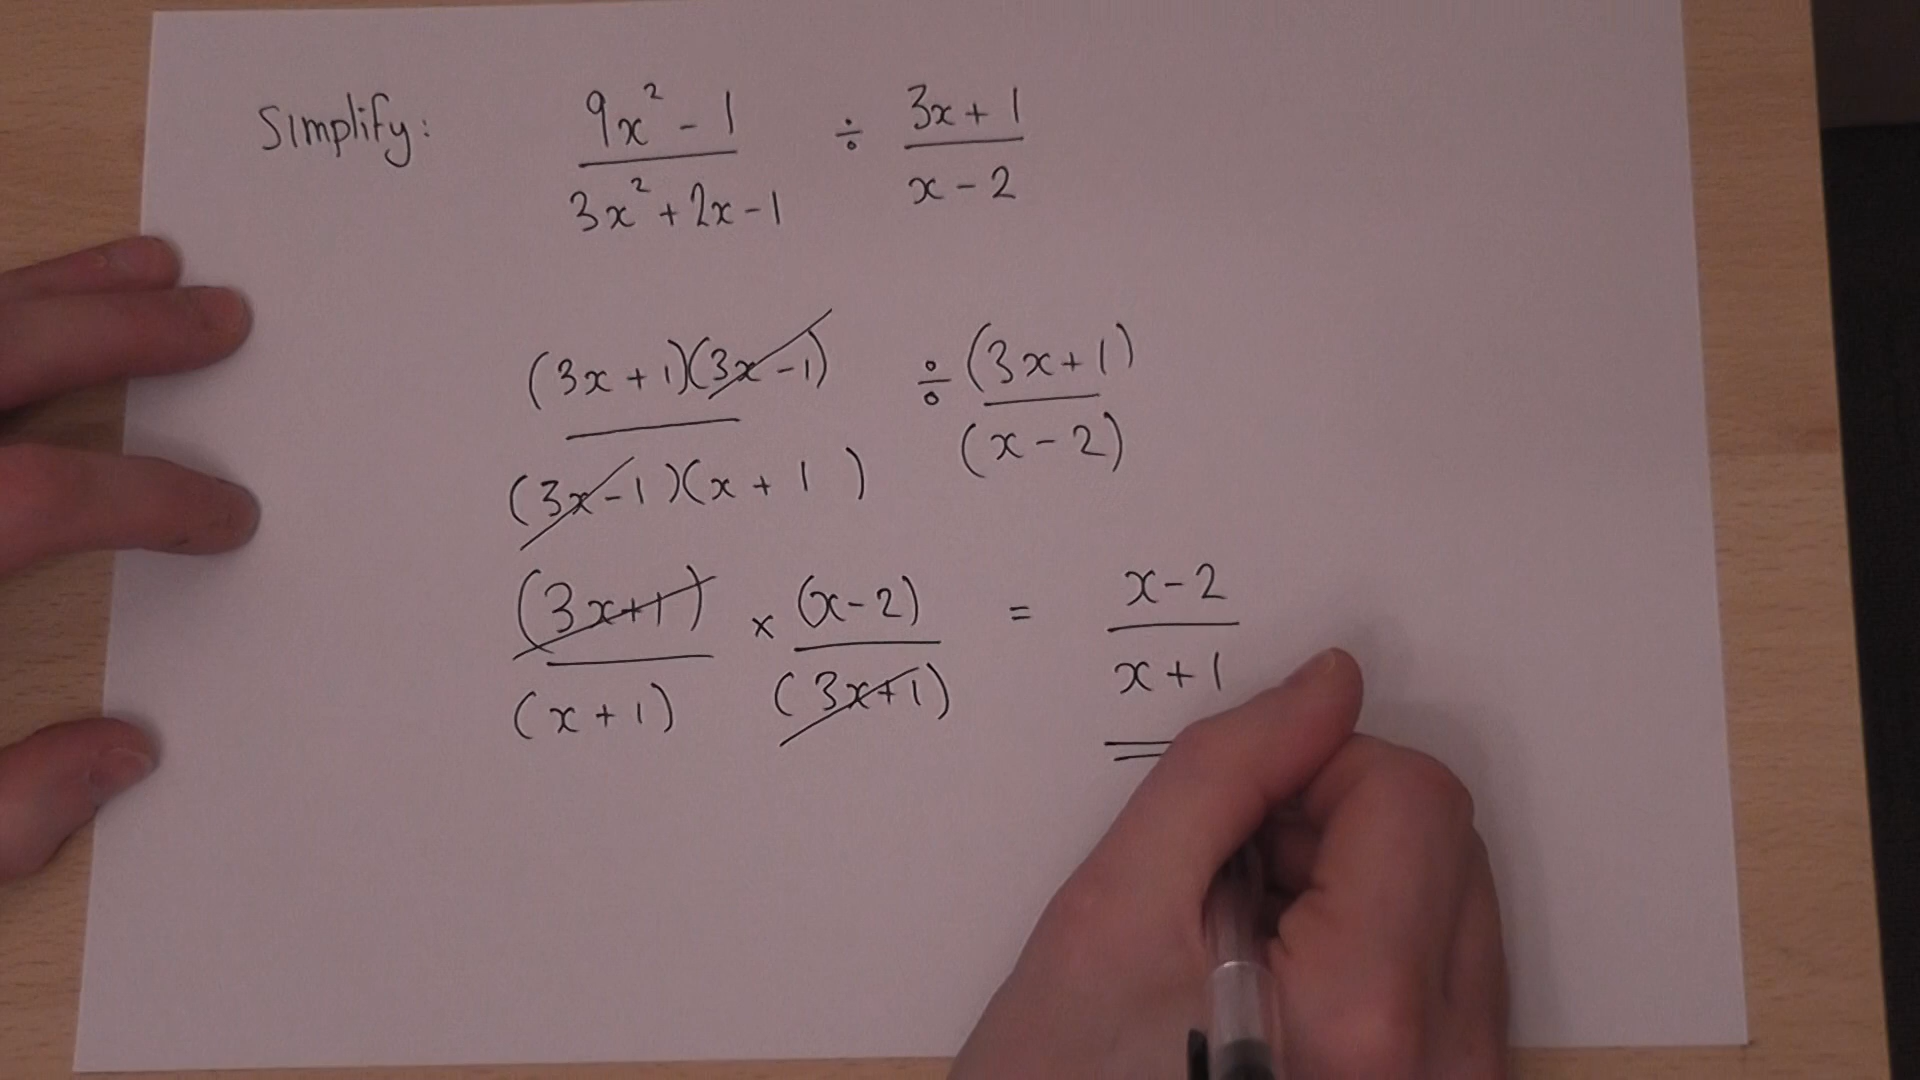 Simplify: 9x² - 1 / 3x² + 2x - 1 ÷ 3x + 1 / x - 2
(3x + 1)(3x - 1) / (3x - 1)(x + 1) ÷ (3x + 1) / (x - 2)
(3x + 1) / (x + 1) × (x - 2) / (3x + 1) = x - 2 / x + 1